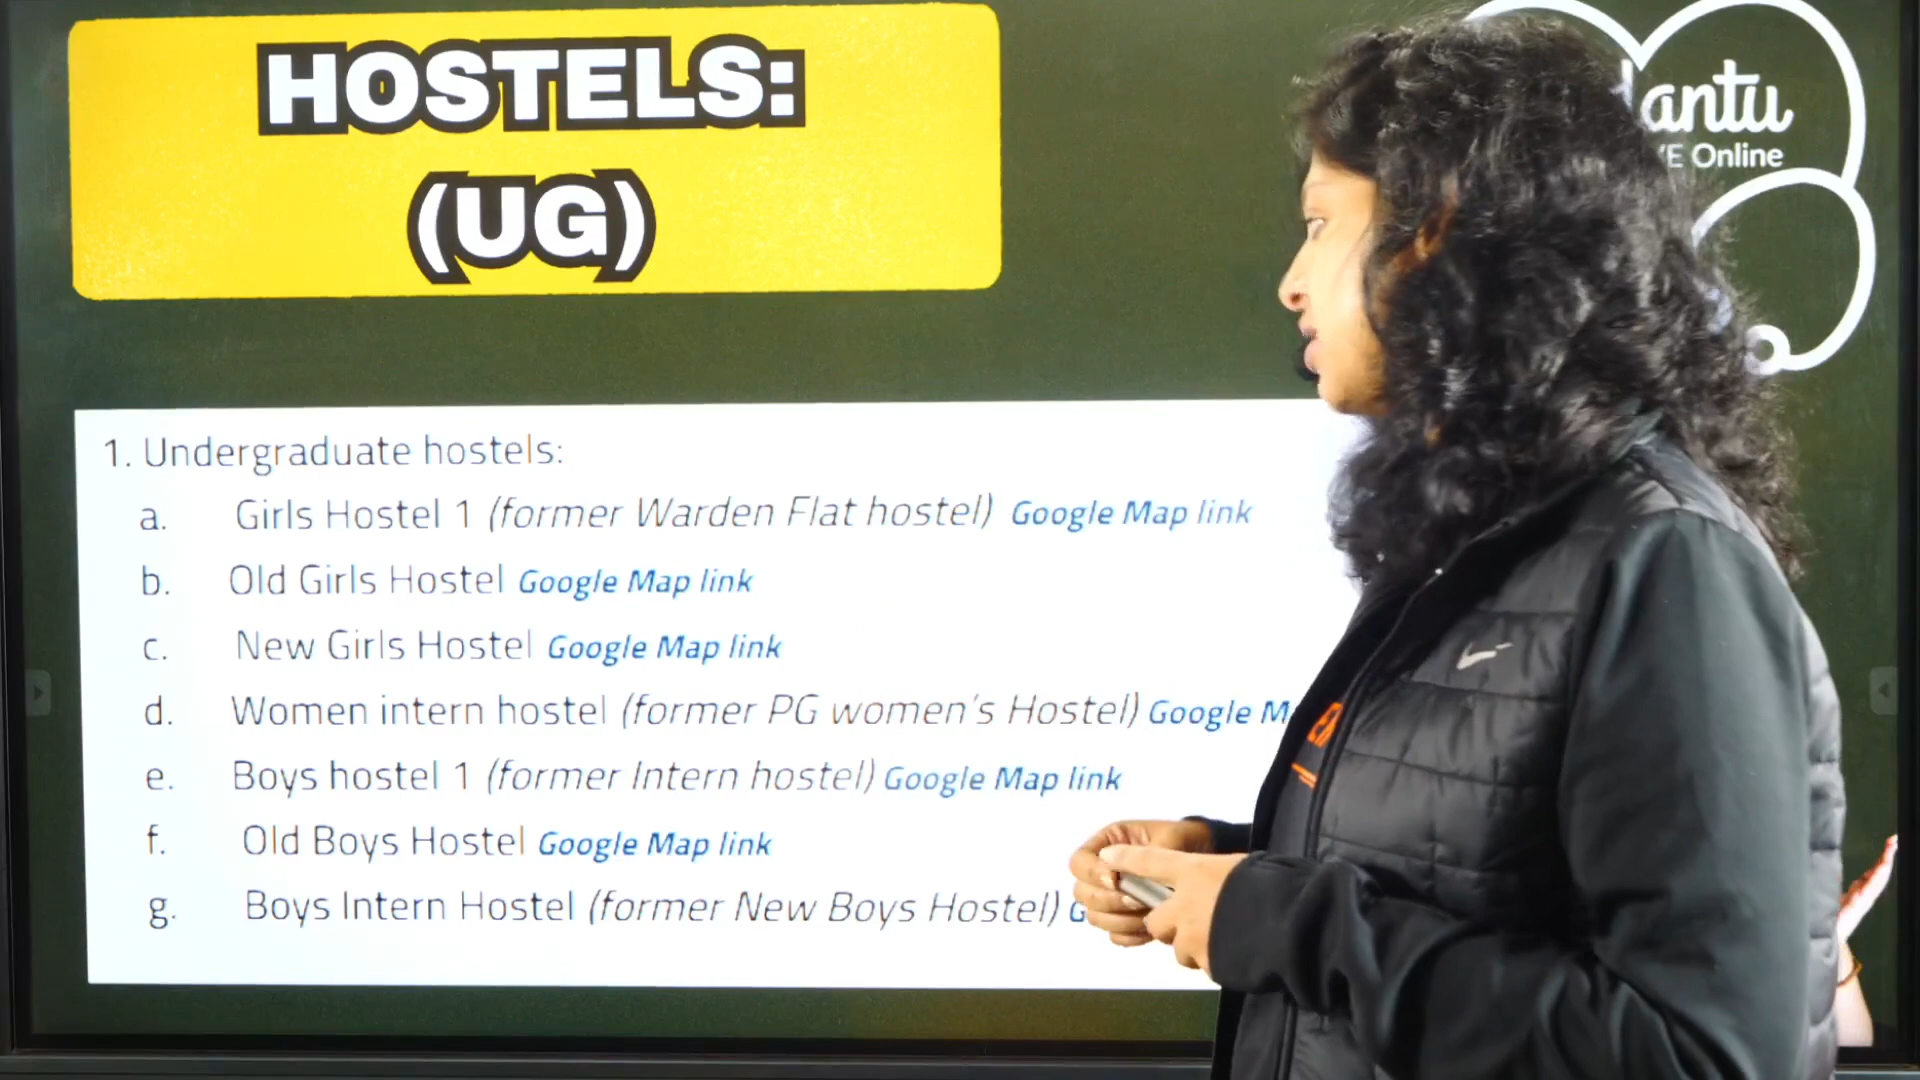 HOSTELS:
(UG)
antu
E Online
1. Undergraduate hostels:
a. Girls Hostel 1 (former Warden Flat hostel) Google Map link
b. Old Girls Hostel Google Map link
c. New Girls Hostel Google Map link
d. Women intern hostel (former PG women's Hostel) Google M
e. Boys hostel 1 (former Intern hostel) Google Map link
f. Old Boys Hostel Google Map link
g. Boys Intern Hostel (former New Boys Hostel) G